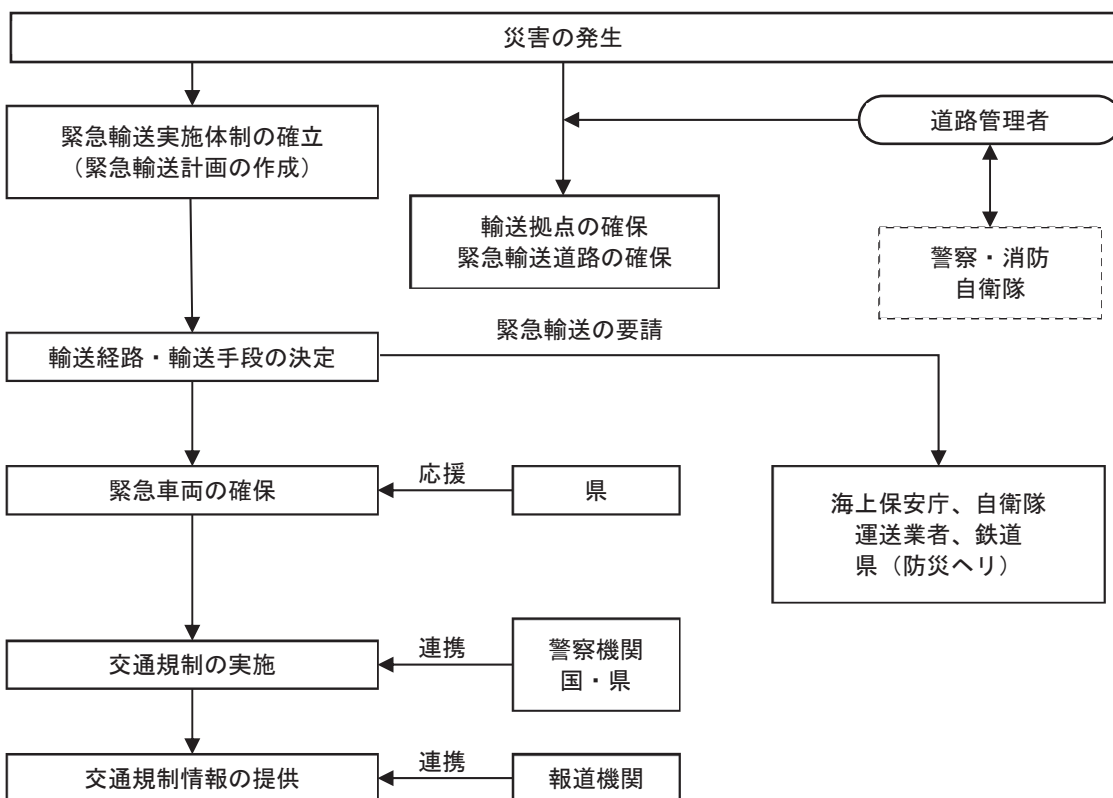 災害の発生
緊急輸送実施体制の確立
（緊急輸送計画の作成）
道路管理者
輸送拠点の確保
緊急輸送道路の確保
警察・消防
自衛隊
緊急輸送の要請
輸送経路・輸送手段の決定
緊急車両の確保
応援
県
海上保安庁、自衛隊
運送業者、鉄道
県（防災ヘリ）
交通規制の実施
連携
警察機関
国・県
交通規制情報の提供
連携
報道機関